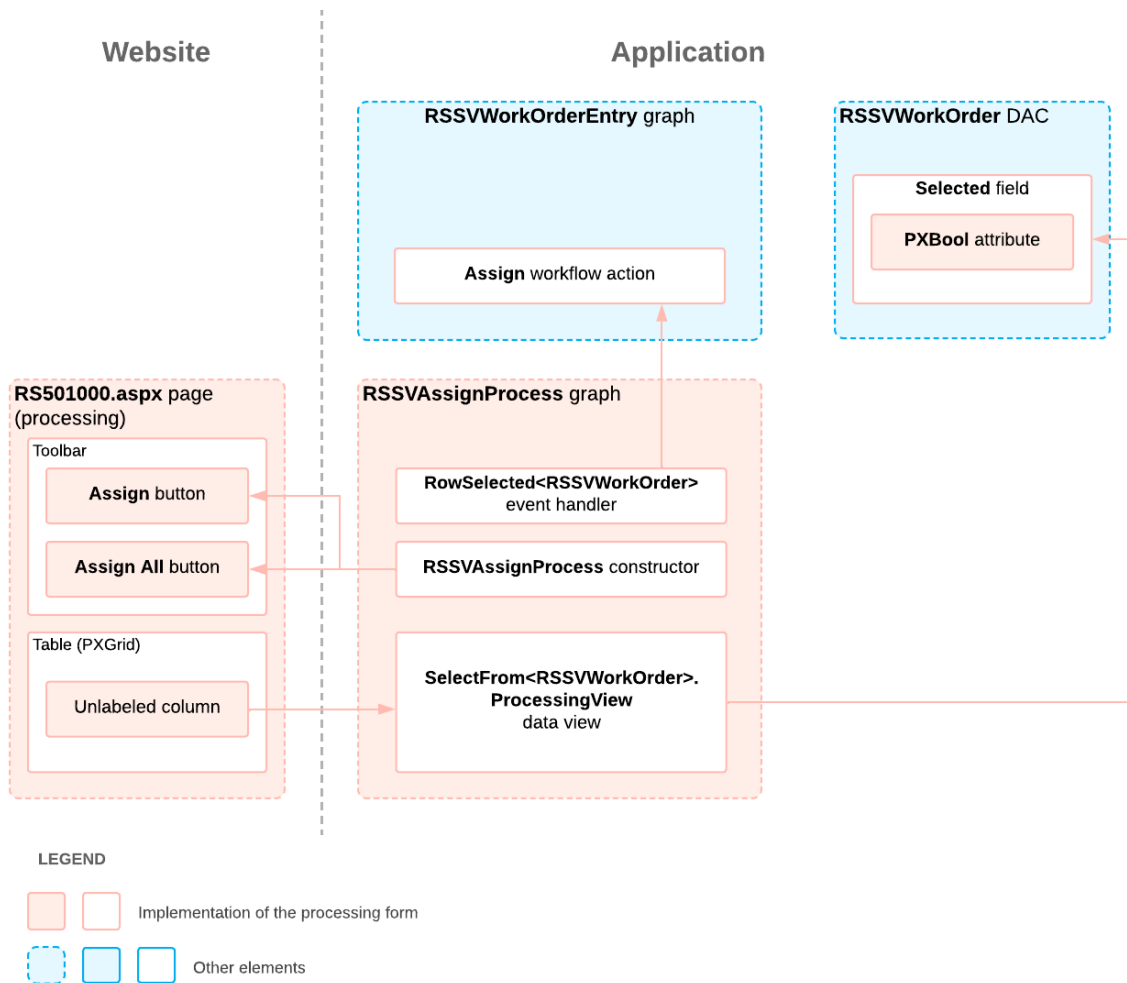 Website
Application
RSSVWorkOrderEntry graph
Assign workflow action
RSSVWorkOrder DAC
Selected field
PXBool attribute
RS501000.aspx page
(processing)
Toolbar
Assign button
Assign All button
Table (PXGrid)
Unlabeled column
RSSVAssignProcess graph
RowSelected<RSSVWorkOrder>
event handler
RSSVAssignProcess constructor
SelectFrom<RSSVWorkOrder>.
ProcessingView
data view
LEGEND
Implementation of the processing form
Other elements